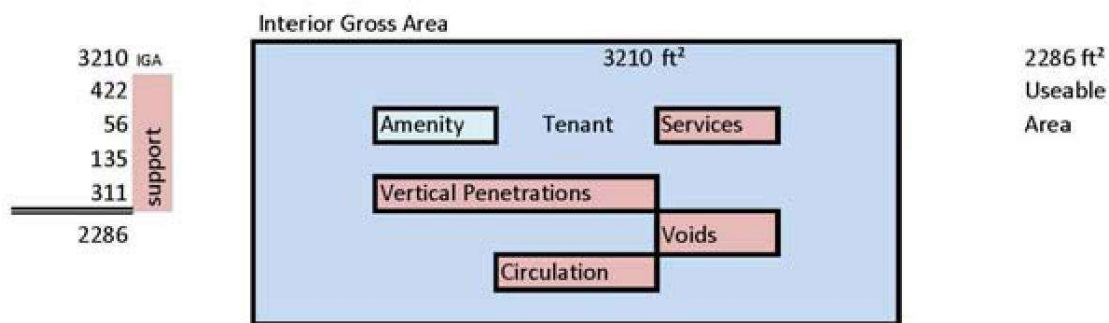 Interior Gross Area
3210 IGA
422
56
135
311
2286
support
3210 ft²
Amenity Tenant Services
Vertical Penetrations
Voids
Circulation
2286 ft²
Useable
Area